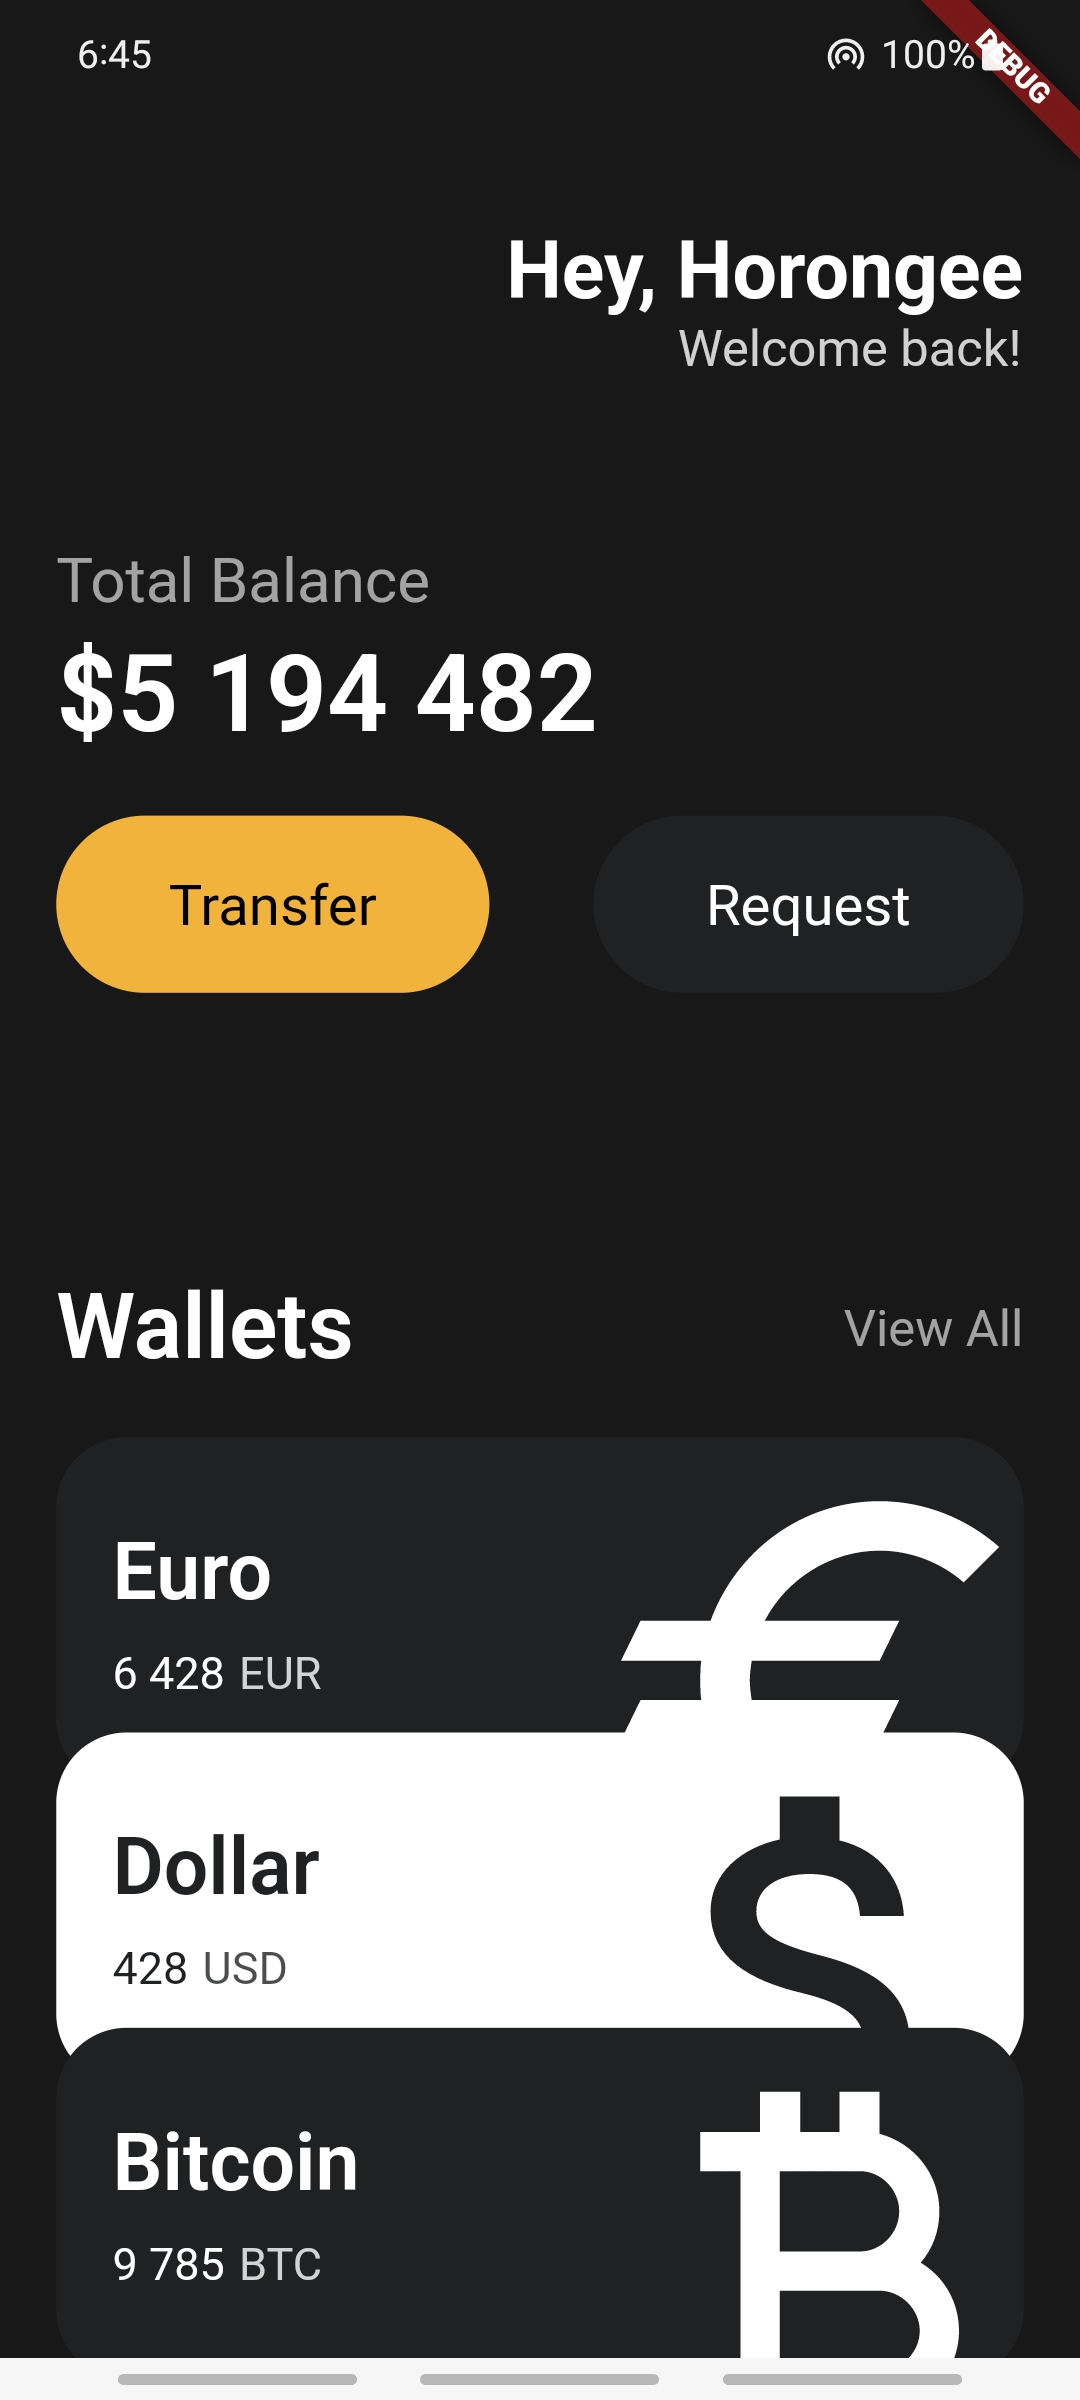 6:45 100%
DEBUG
Hey, Horongee
Welcome back!
Total Balance
$5 194 482
Transfer Request
Wallets View All
Euro
6 428 EUR
€
Dollar
428 USD
$
Bitcoin
9 785 BTC
₿